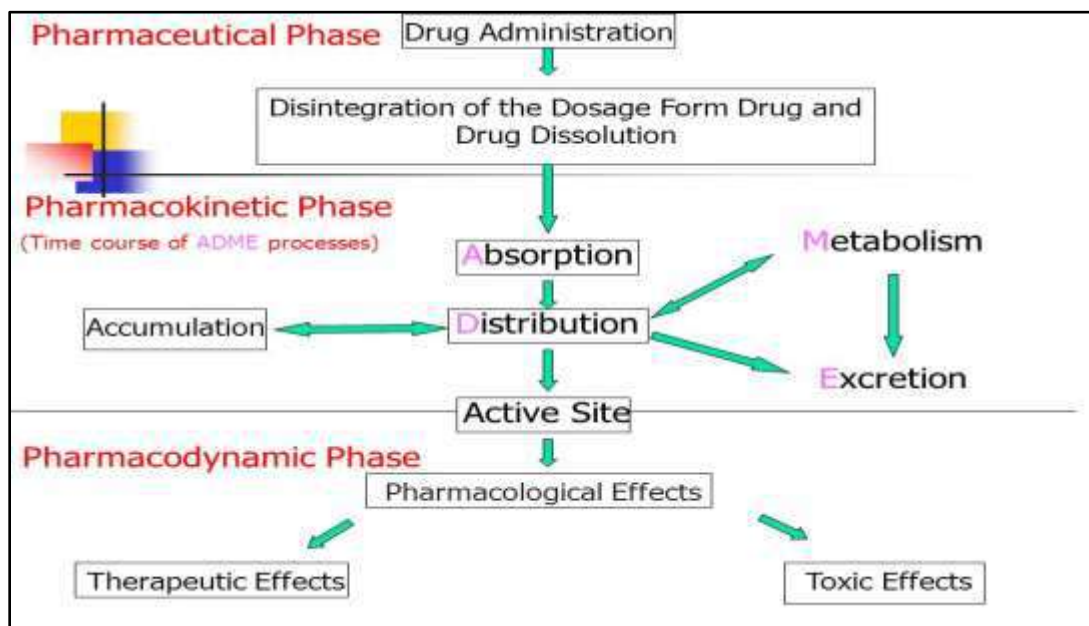 Pharmaceutical Phase
Drug Administration
Disintegration of the Dosage Form Drug and
Drug Dissolution
Pharmacokinetic Phase
(Time course of ADME processes)
Absorption
Metabolism
Accumulation
Distribution
Excretion
Active Site
Pharmacodynamic Phase
Pharmacological Effects
Therapeutic Effects
Toxic Effects